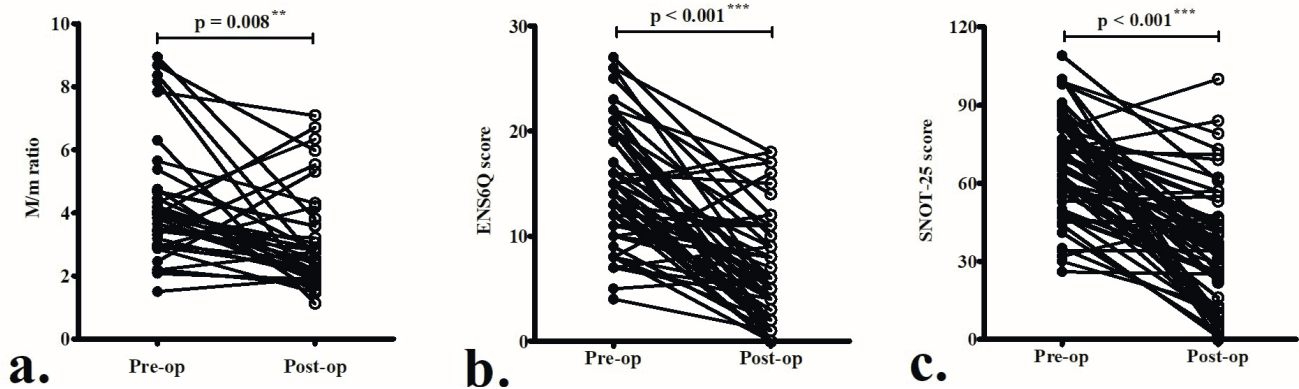 p = 0.008**
10
8
6
4
2
0
M/m ratio
Pre-op
Post-op
a.
p < 0.001***
30
20
10
0
ENS6Q score
Pre-op
Post-op
b.
p < 0.001***
120
90
60
30
0
SNOT-25 score
Pre-op
Post-op
c.